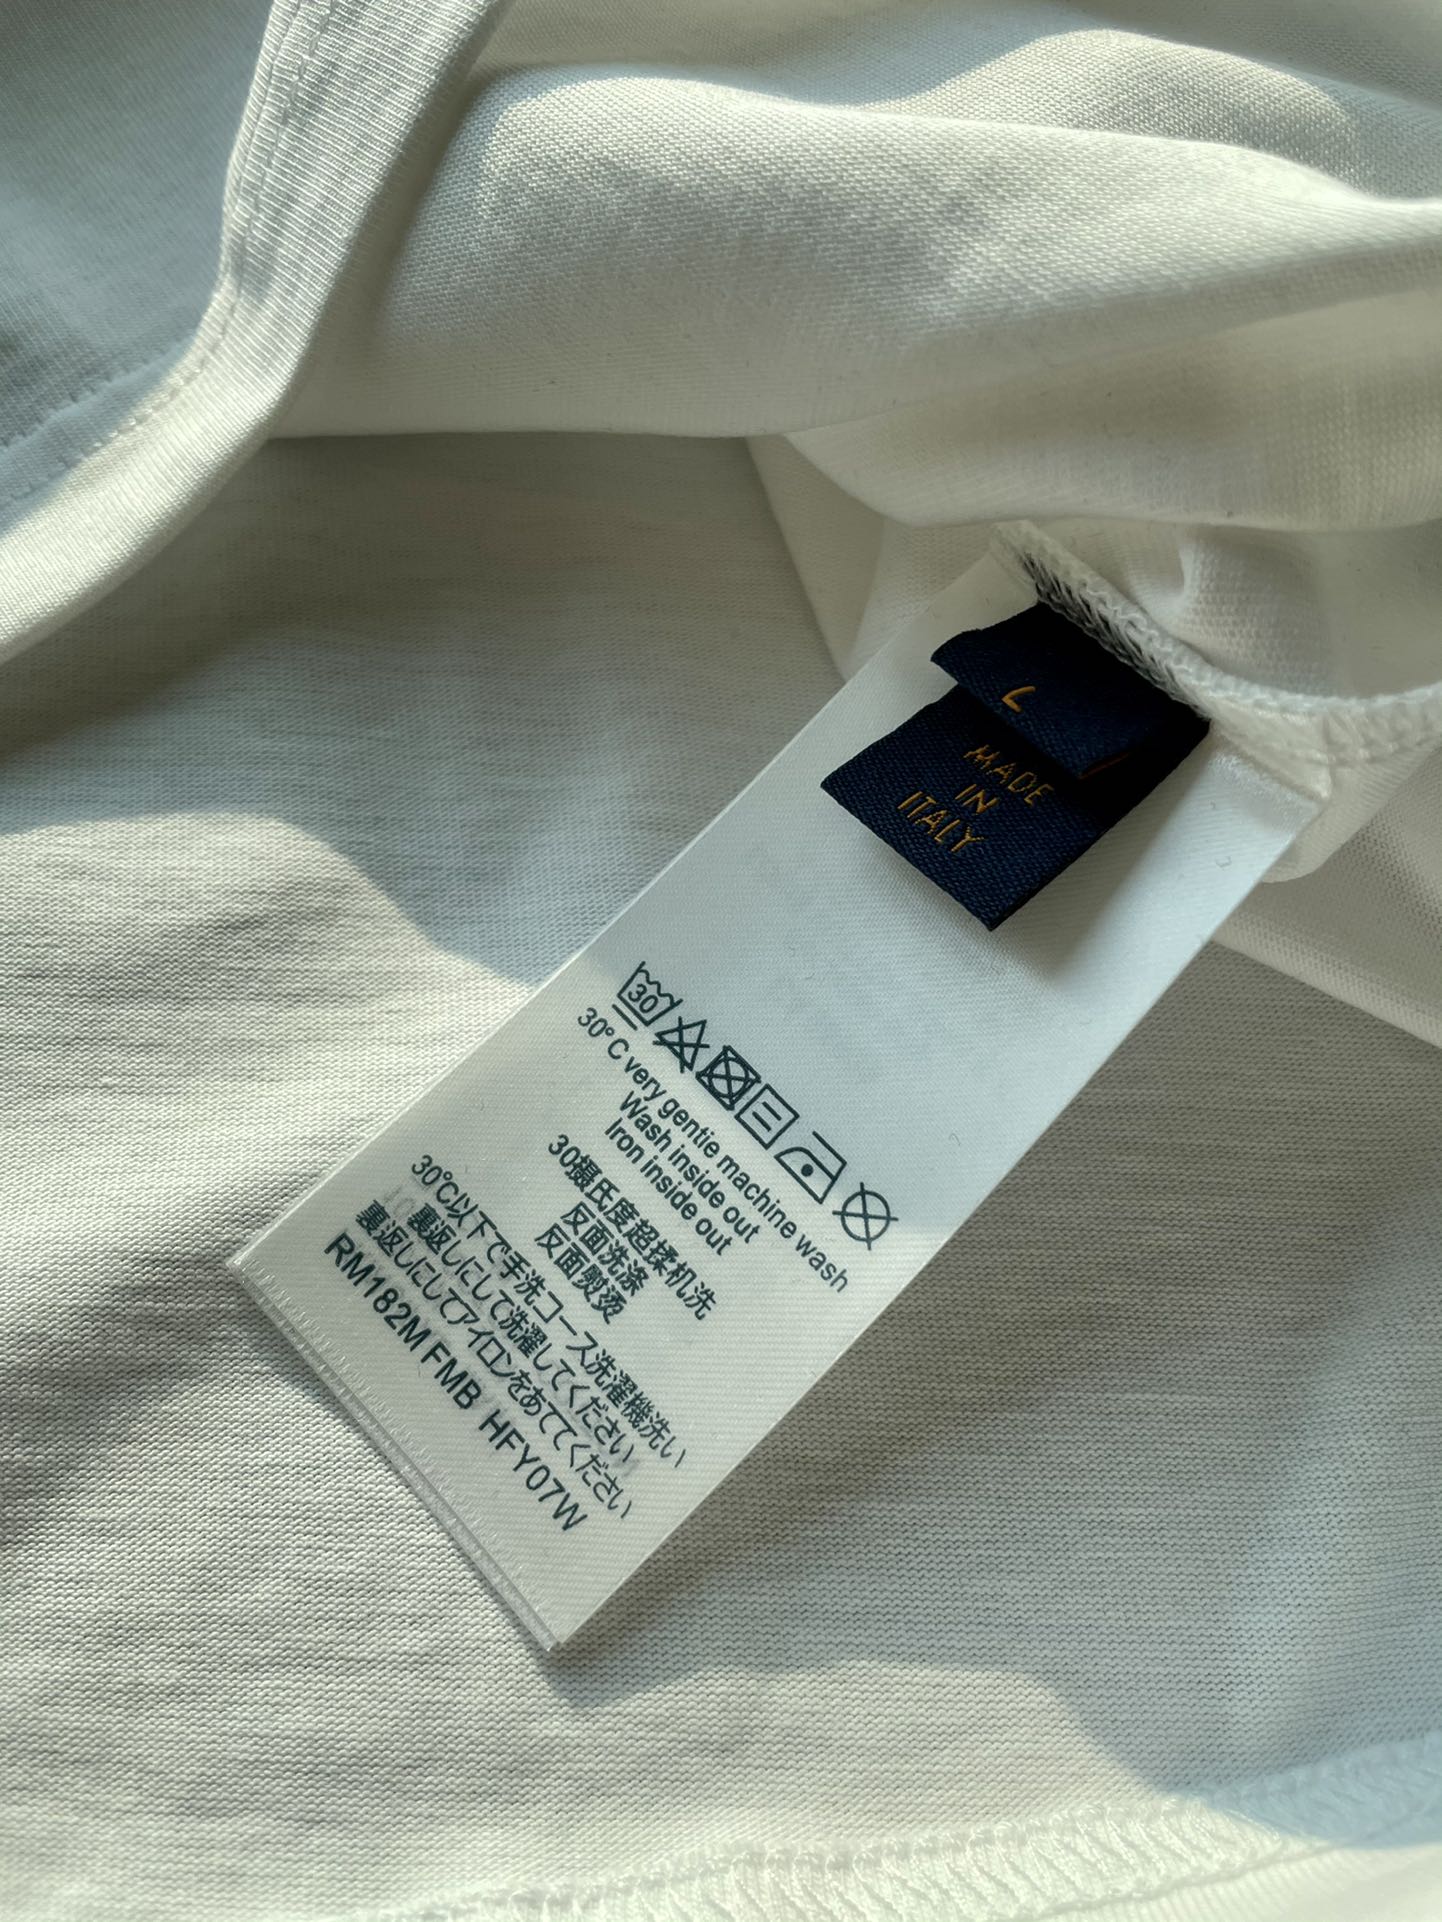 L
MADE
IN
ITALY
30
30°C very gentie machine wash
Wash inside out
Iron inside out
30摄氏度超揉机洗
反面洗涤
反面熨烫
30℃以下で手洗コース洗濯機洗い
裏返しにして洗濯してください
裏返しにしてアイロンをあててください
RM182M FMB HFY07W